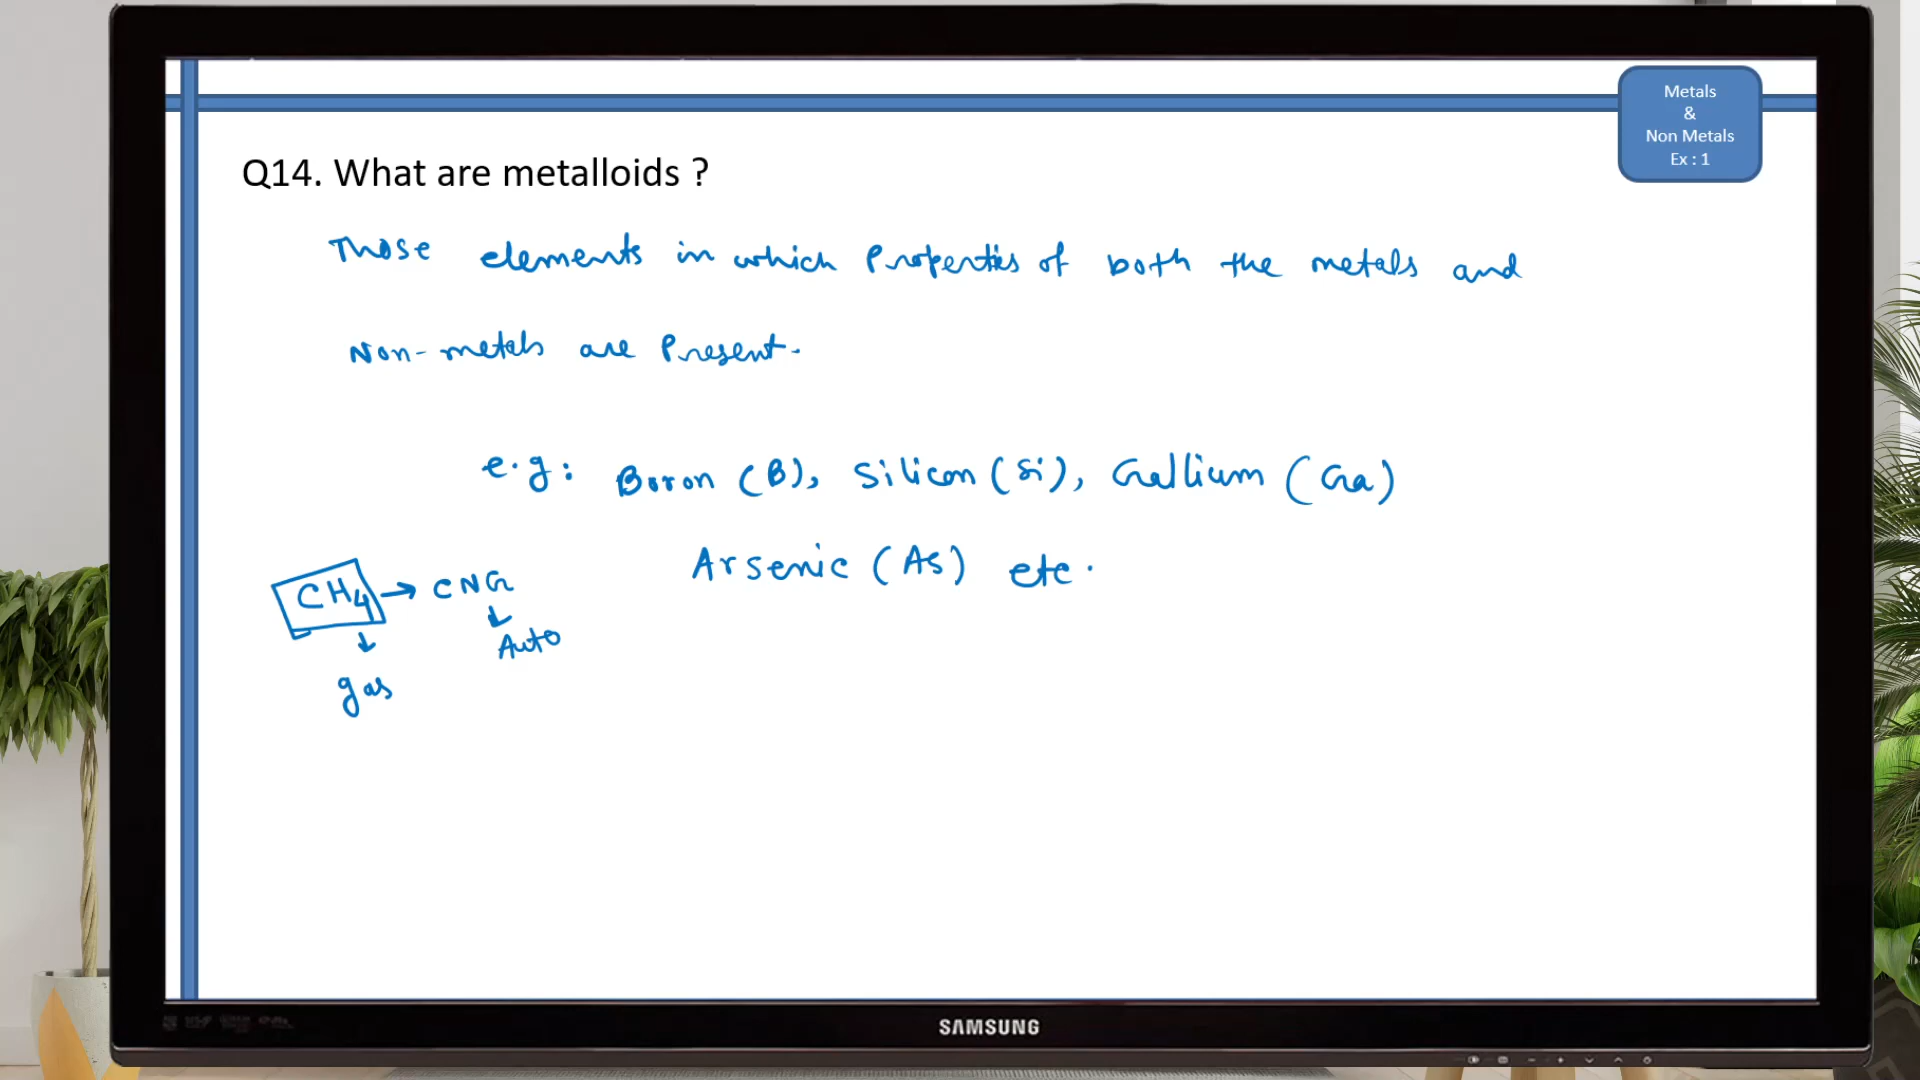 Metals
&
Non Metals
Ex : 1
Q14. What are metalloids ?
Those elements in which Properties of both the metals and
Non-metals are Present.
e.g: Boron (B), Silicon (Si), Gallium (Ga)
Arsenic (As) etc.
CH4 → CNG
↓ Auto
↓
gas
SAMSUNG